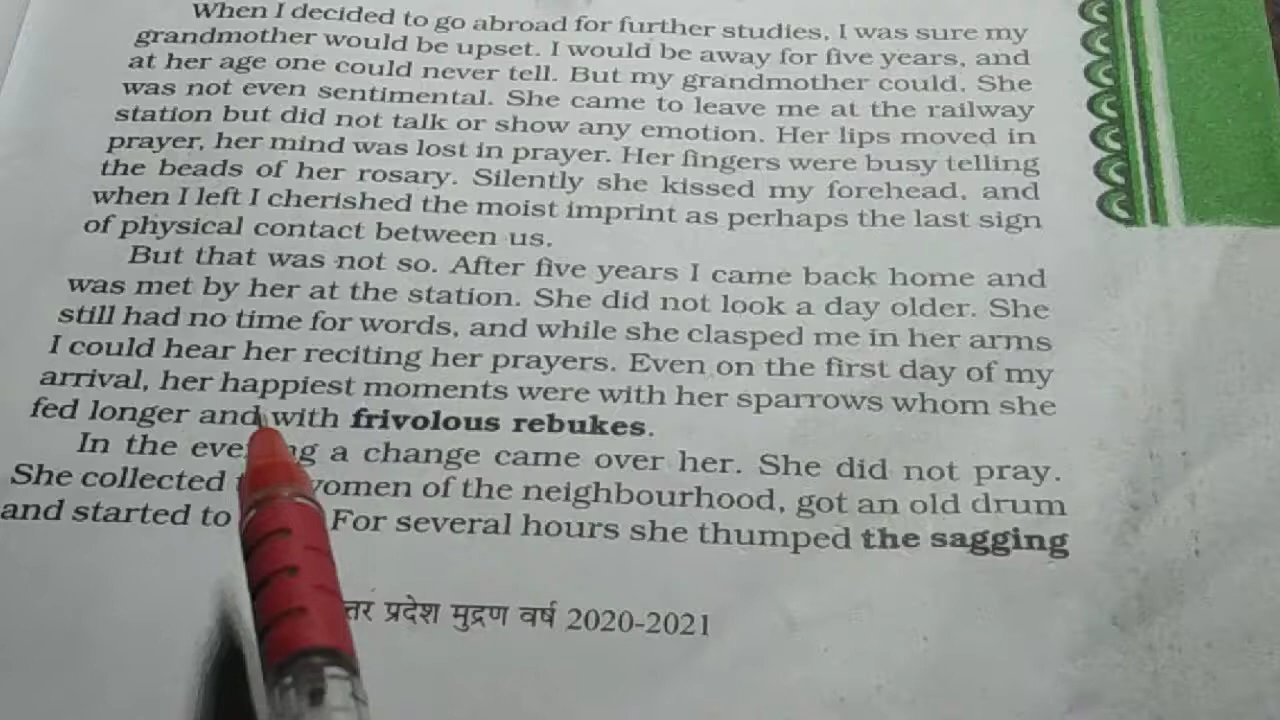 When I decided to go abroad for further studies, I was sure my
grandmother would be upset. I would be away for five years, and
at her age one could never tell. But my grandmother could. She
was not even sentimental. She came to leave me at the railway
station but did not talk or show any emotion. Her lips moved in
prayer, her mind was lost in prayer. Her fingers were busy telling
the beads of her rosary. Silently she kissed my forehead, and
when I left I cherished the moist imprint as perhaps the last sign
of physical contact between us.
But that was not so. After five years I came back home and
was met by her at the station. She did not look a day older. She
still had no time for words, and while she clasped me in her arms
I could hear her reciting her prayers. Even on the first day of my
arrival, her happiest moments were with her sparrows whom she
fed longer and with frivolous rebukes.
In the a change came over her. She did not pray.
She collected women of the neighbourhood, got an old drum
and started to For several hours she thumped the sagging
प्रदेश मुद्रण वर्ष 2020-2021